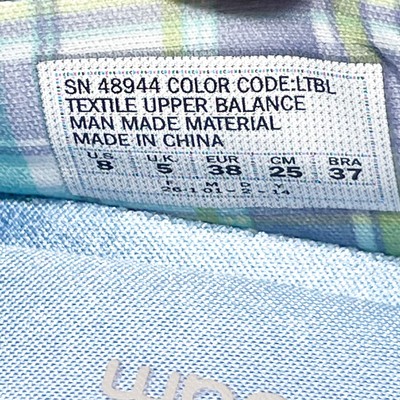 SN 48944 COLOR CODE:LTBL
TEXTILE UPPER BALANCE
MAN MADE MATERIAL
MADE IN CHINA
U.S U.K EUR CM BRA
8 5 38 25 37
M D Y